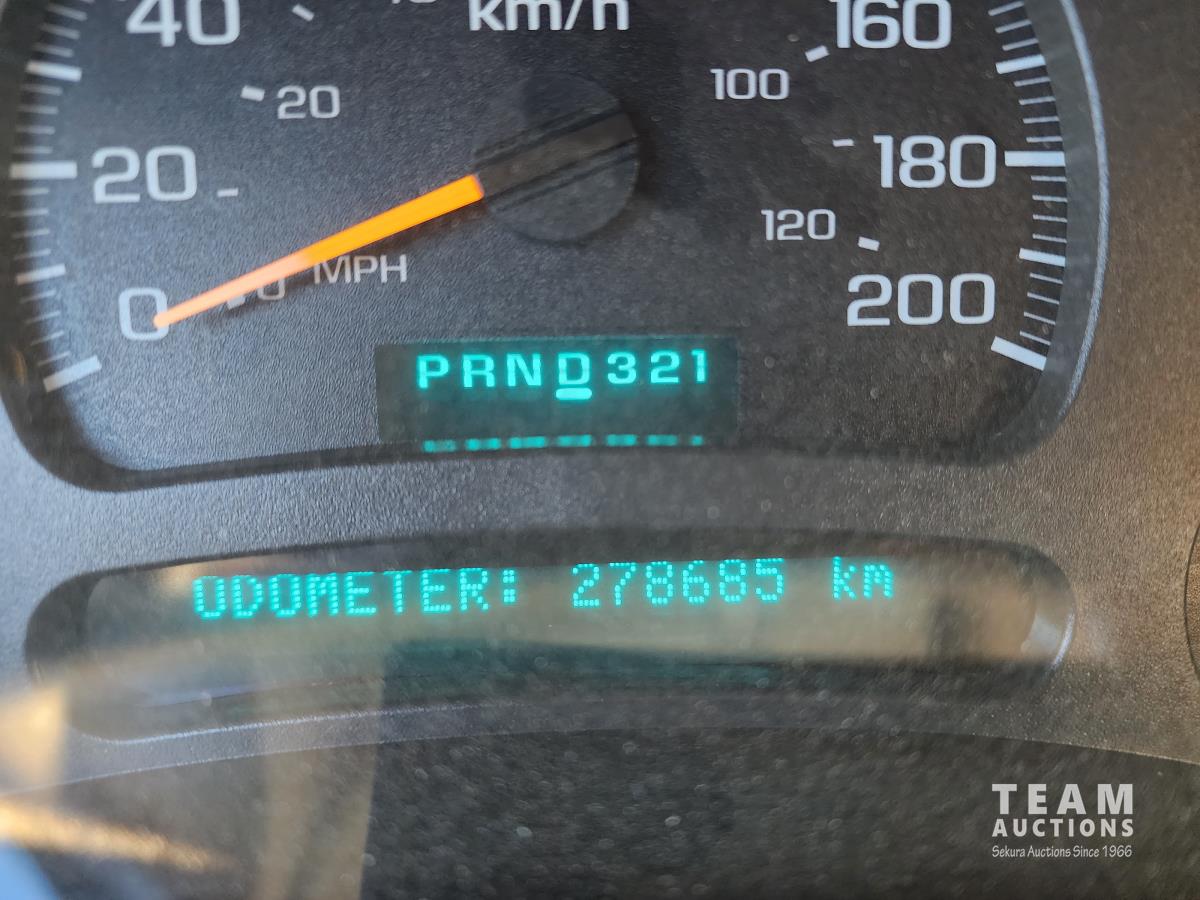 40
km/h
160
20
100
20
180
120
0
0
MPH
200
PRND321
ODOMETER: 278685 km
TEAM
AUCTIONS
Sekura Auctions Since 1966